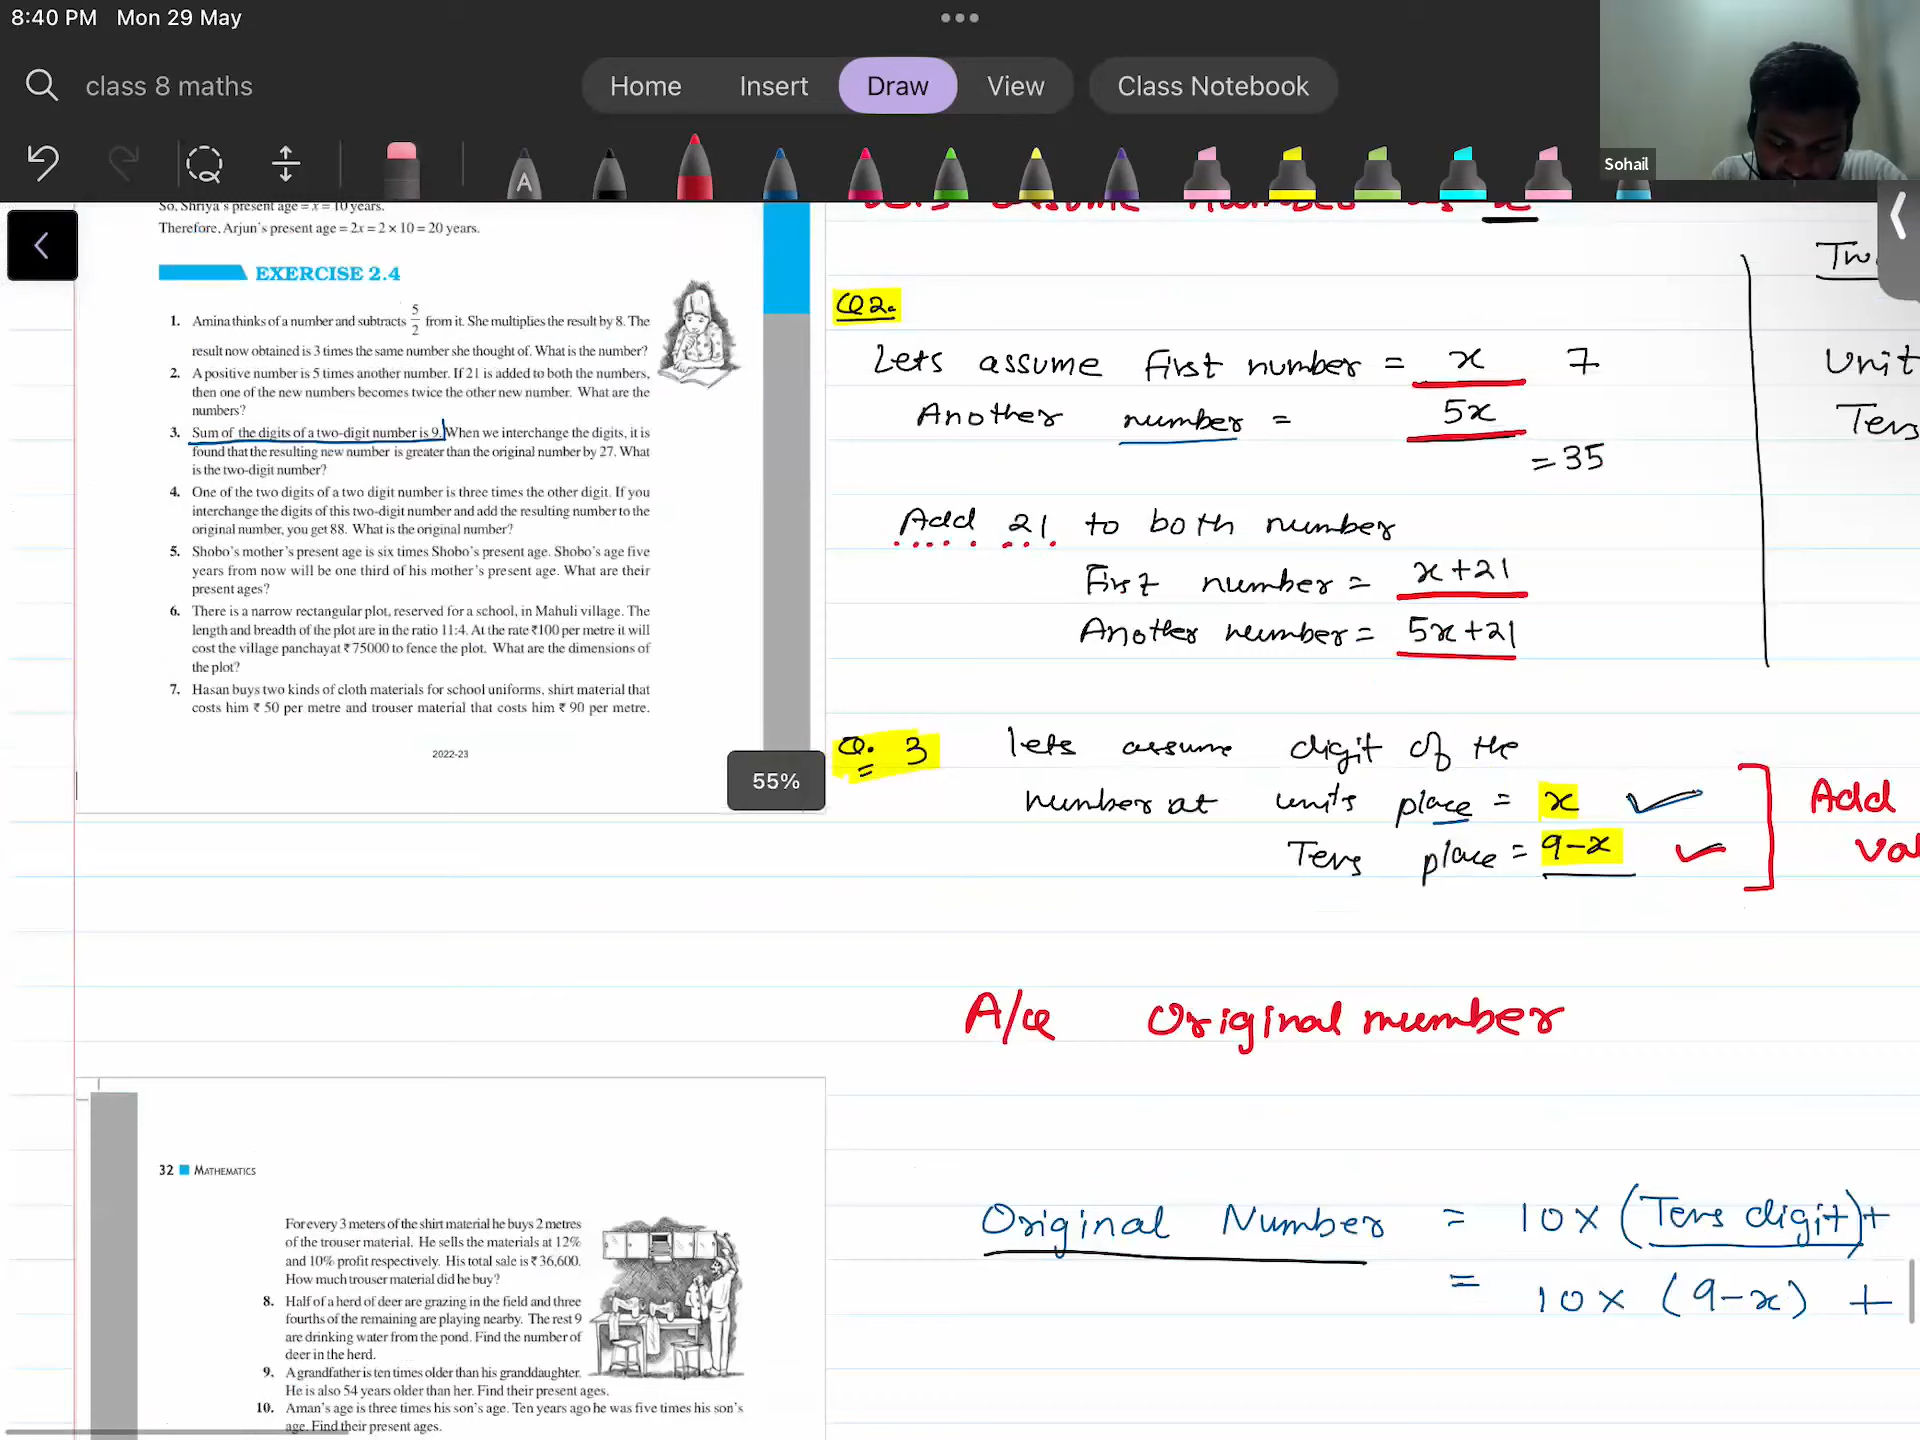 8:40 PM Mon 29 May
class 8 maths
Home Insert Draw View Class Notebook
A
Sohail
So, Shriya's present age = x = 10 years.
Therefore, Arjun's present age = 2x = 2 × 10 = 20 years.
EXERCISE 2.4
1. Amina thinks of a number and subtracts 5/2 from it. She multiplies the result by 8. The
result now obtained is 3 times the same number she thought of. What is the number?
2. A positive number is 5 times another number. If 21 is added to both the numbers,
then one of the new numbers becomes twice the other new number. What are the
numbers?
3. Sum of the digits of a two-digit number is 9. When we interchange the digits, it is
found that the resulting new number is greater than the original number by 27. What
is the two-digit number?
4. One of the two digits of a two digit number is three times the other digit. If you
interchange the digits of this two-digit number and add the resulting number to the
original number, you get 88. What is the original number?
5. Shobo's mother's present age is six times Shobo's present age. Shobo's age five
years from now will be one third of his mother's present age. What are their
present ages?
6. There is a narrow rectangular plot, reserved for a school, in Mahuli village. The
length and breadth of the plot are in the ratio 11:4. At the rate ₹100 per metre it will
cost the village panchayat ₹ 75000 to fence the plot. What are the dimensions of
the plot?
7. Hasan buys two kinds of cloth materials for school uniforms, shirt material that
costs him ₹ 50 per metre and trouser material that costs him ₹ 90 per metre.
2022-23
55%
32 MATHEMATICS
For every 3 meters of the shirt material he buys 2 metres
of the trouser material. He sells the materials at 12%
and 10% profit respectively. His total sale is ₹ 36,600.
How much trouser material did he buy?
8. Half of a herd of deer are grazing in the field and three
fourths of the remaining are playing nearby. The rest 9
are drinking water from the pond. Find the number of
deer in the herd.
9. A grandfather is ten times older than his granddaughter.
He is also 54 years older than her. Find their present ages.
10. Aman's age is three times his son's age. Ten years ago he was five times his son's
age. Find their present ages.
Q2.
Lets assume First number = x 7
Another number = 5x
= 35
Add 21 to both number
First number = x+21
Another number = 5x+21
Unit
Tens
Q. 3 lets assume digit of the
number at units place = x
Tens place = 9-x
Add
A/Q Original mumber
Original Number = 10 x (Tens digit)+
= 10 x (9-x) +